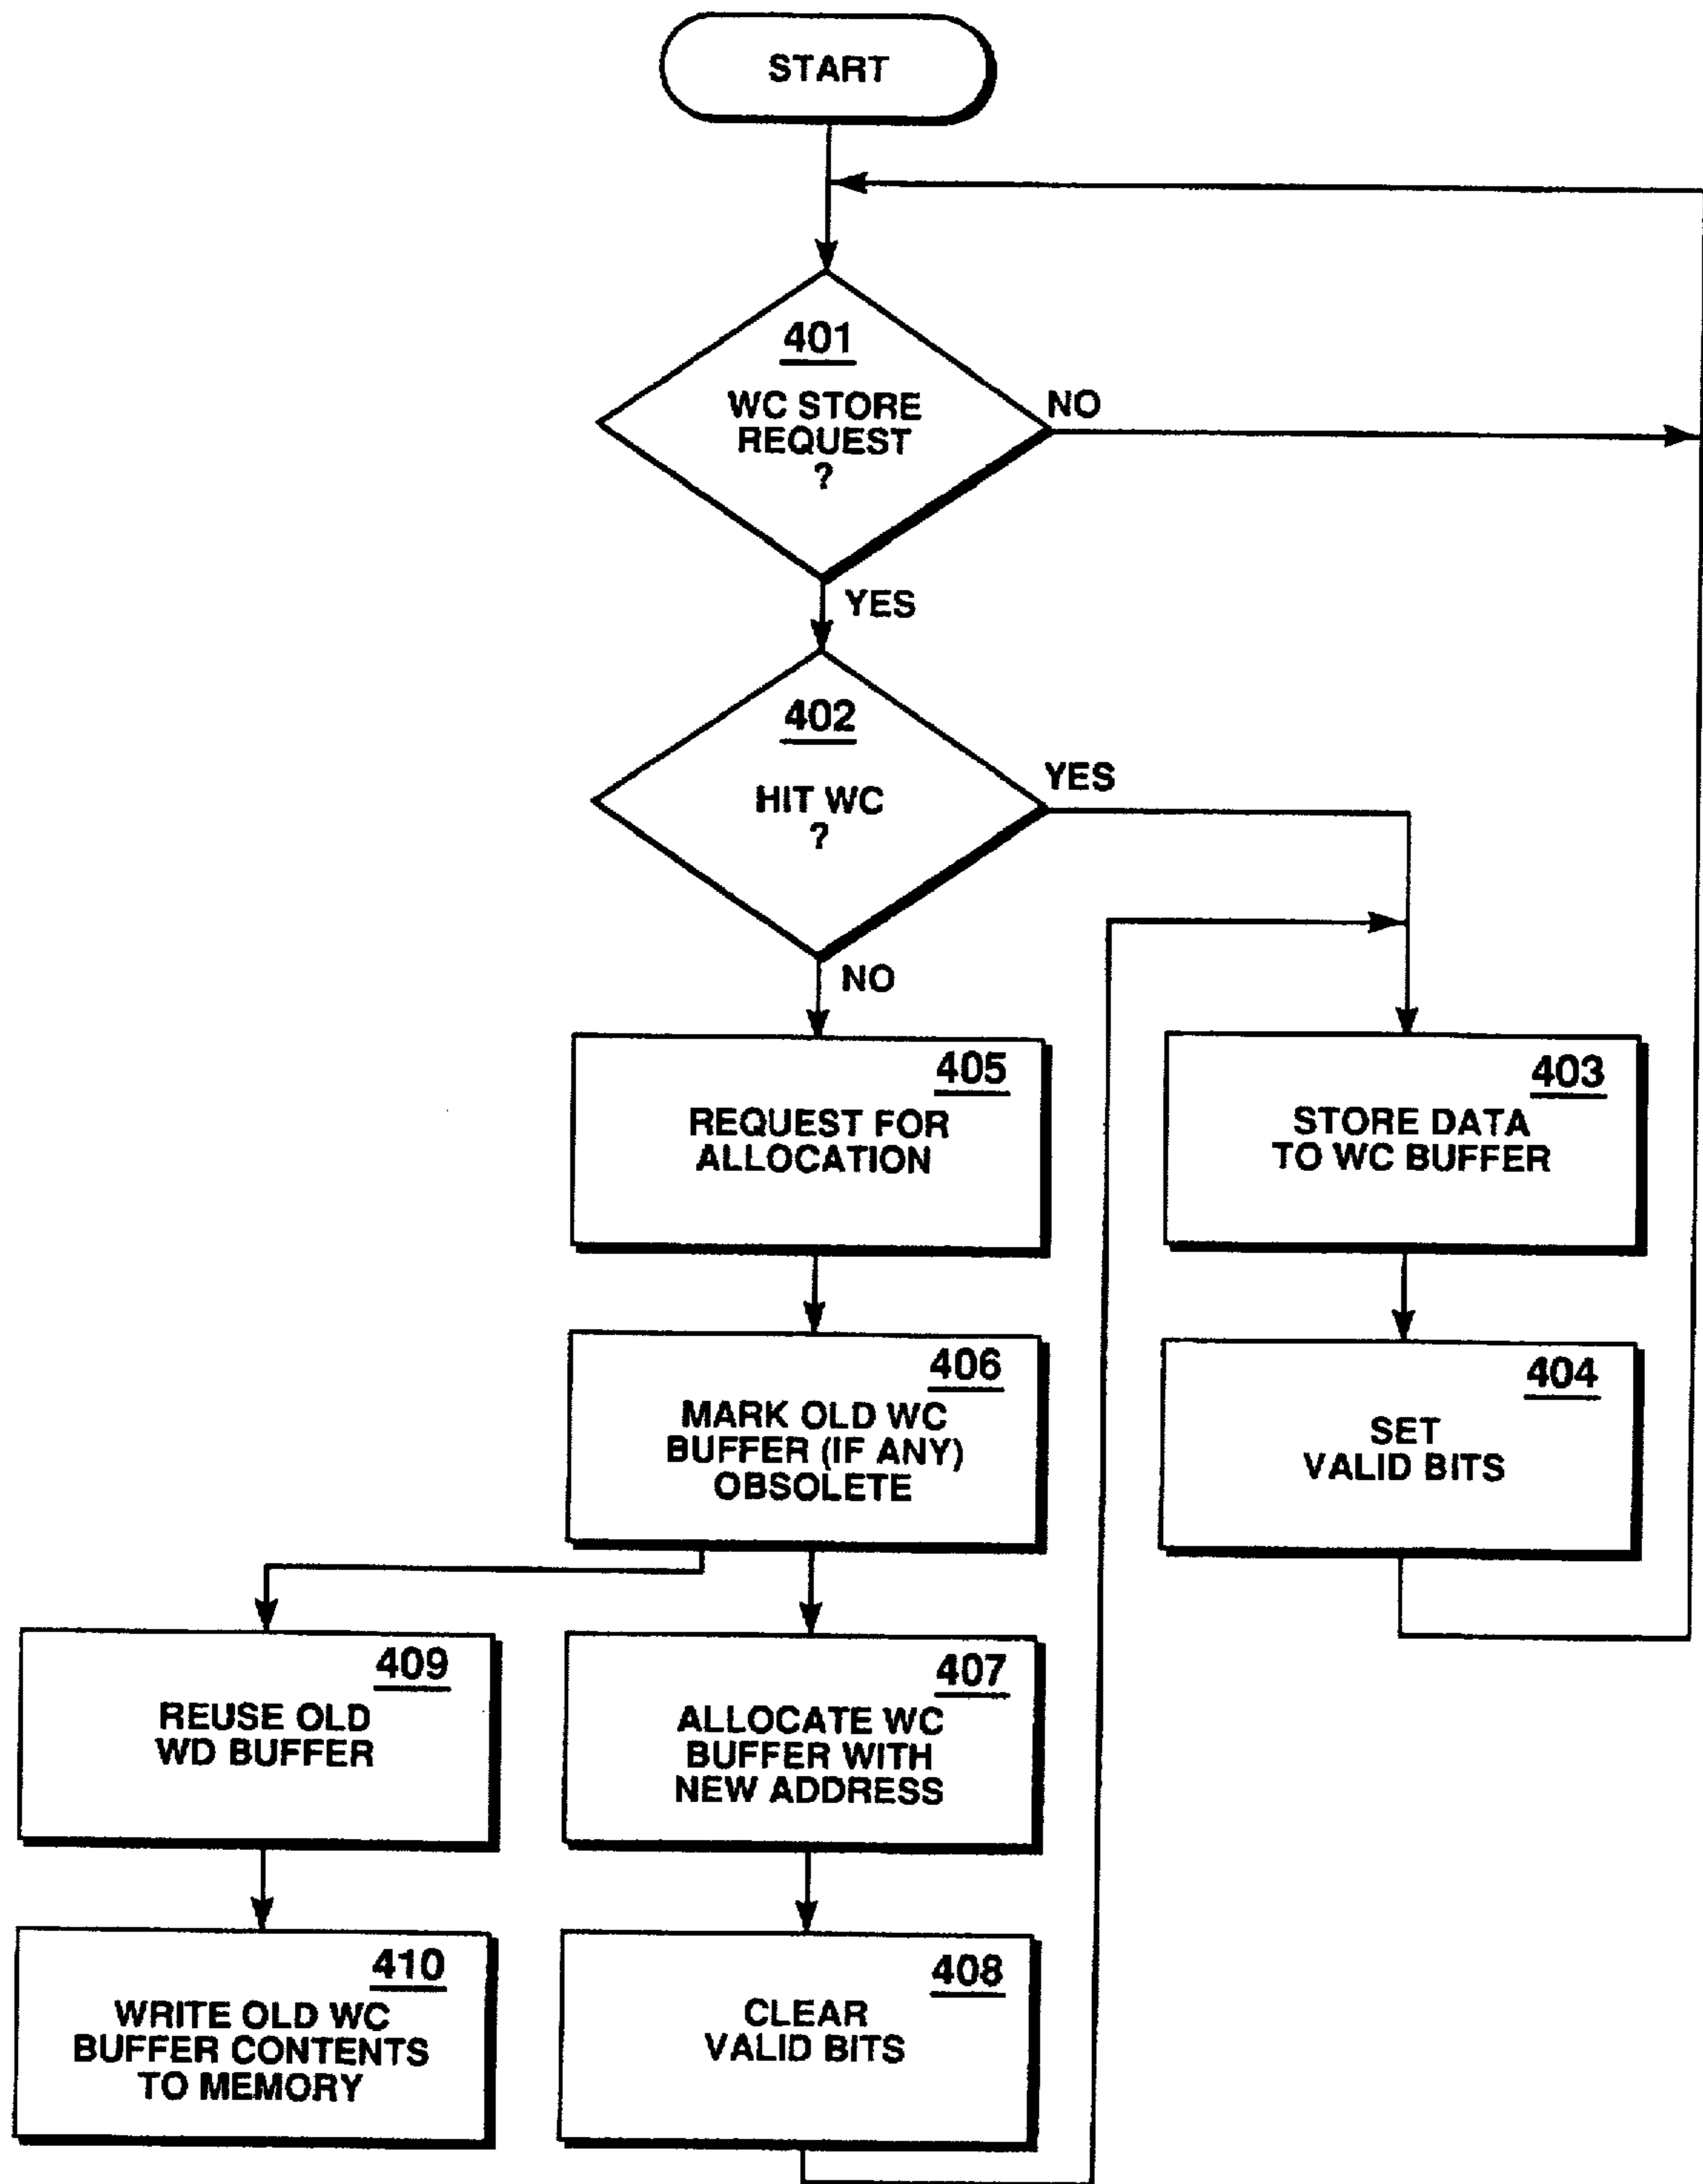 START
401
WC STORE
REQUEST
?
NO
YES
402
HIT WC
?
YES
NO
405
REQUEST FOR
ALLOCATION
403
STORE DATA
TO WC BUFFER
406
MARK OLD WC
BUFFER (IF ANY)
OBSOLETE
404
SET
VALID BITS
409
REUSE OLD
WD BUFFER
407
ALLOCATE WC
BUFFER WITH
NEW ADDRESS
410
WRITE OLD WC
BUFFER CONTENTS
TO MEMORY
408
CLEAR
VALID BITS